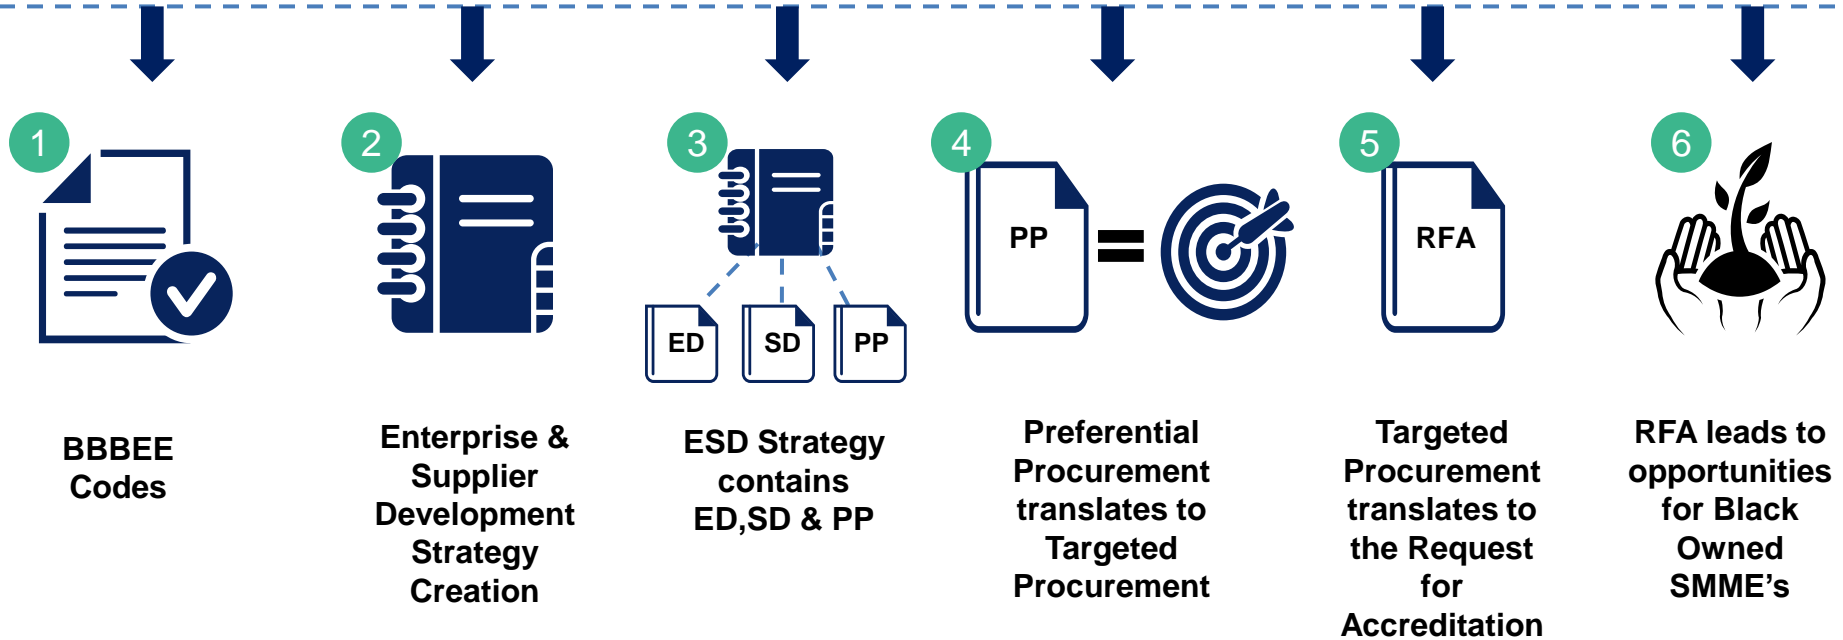 1
BBBEE
Codes
2
Enterprise &
Supplier
Development
Strategy
Creation
3
ED
SD
PP
ESD Strategy
contains
ED,SD & PP
4
PP
Preferential
Procurement
translates to
Targeted
Procurement
5
RFA
Targeted
Procurement
translates to
the Request
for
Accreditation
6
RFA leads to
opportunities
for Black
Owned
SMME’s